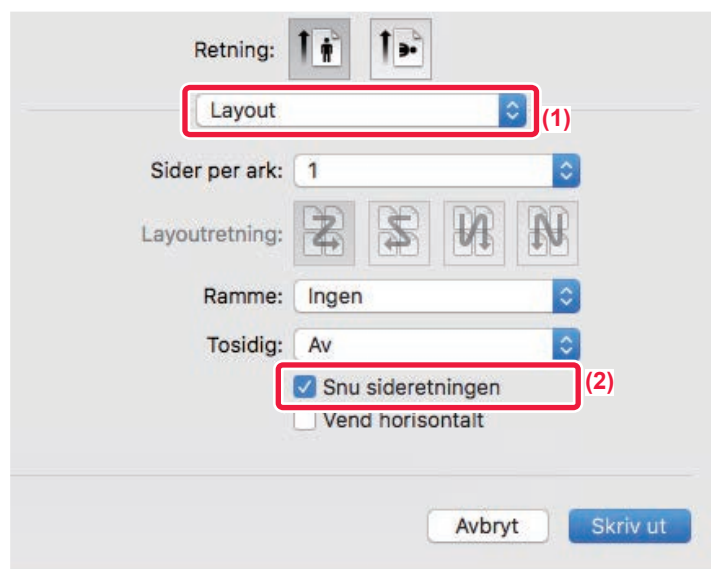 Retning:
Layout (1)
Sider per ark: 1
Layoutretning:
Ramme: Ingen
Tosidig: Av
Snu sideretningen (2)
Vend horisontalt
Avbryt Skriv ut